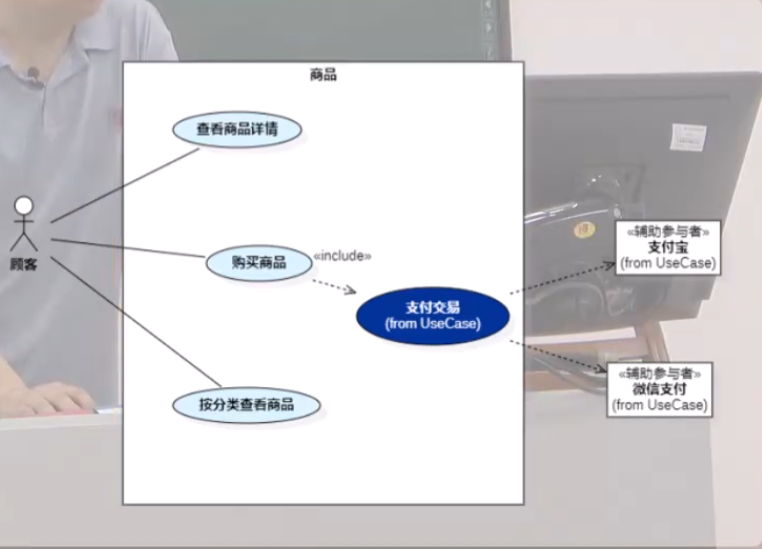 商品
查看商品详情
顾客
购买商品
«include»
支付交易
(from UseCase)
按分类查看商品
«辅助参与者»
支付宝
(from UseCase)
«辅助参与者»
微信支付
(from UseCase)